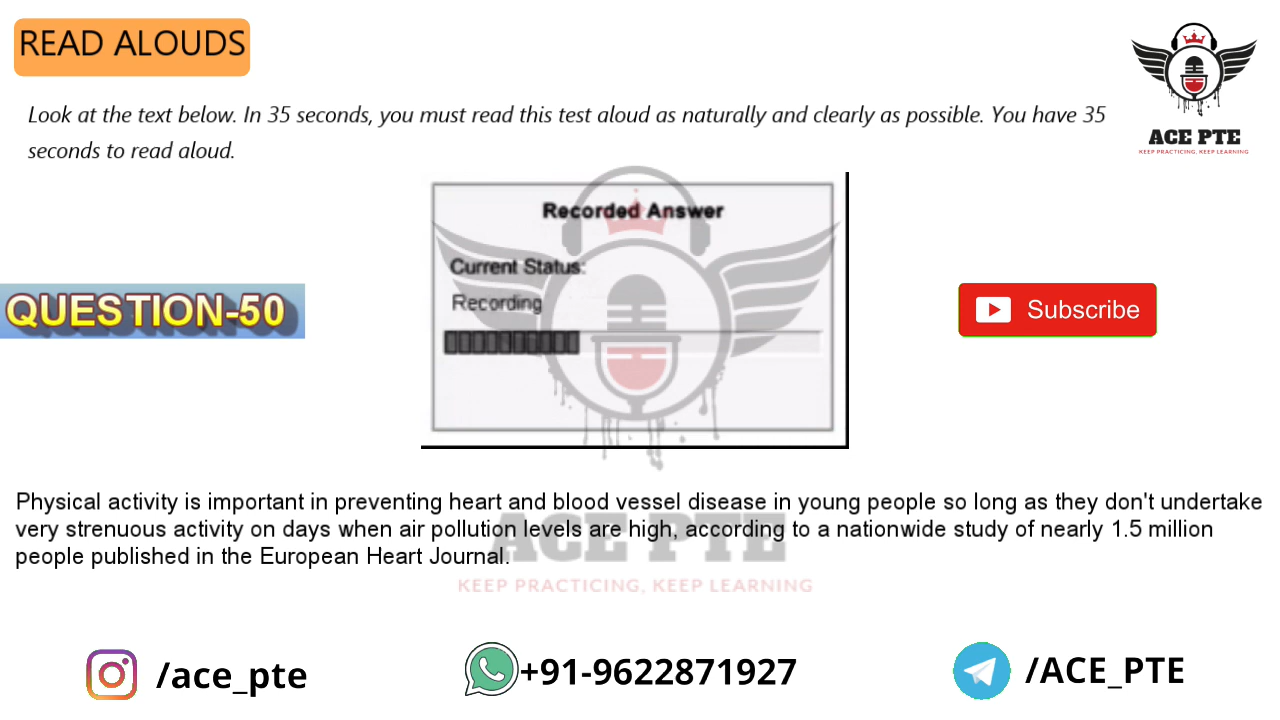 READ ALOUDS
Look at the text below. In 35 seconds, you must read this test aloud as naturally and clearly as possible. You have 35
seconds to read aloud.
ACE PTE
KEEP PRACTICING, KEEP LEARNING
Recorded Answer
Current Status:
Recording
QUESTION-50
Subscribe
Physical activity is important in preventing heart and blood vessel disease in young people so long as they don't undertake
very strenuous activity on days when air pollution levels are high, according to a nationwide study of nearly 1.5 million
people published in the European Heart Journal.
ACE PTE
KEEP PRACTICING, KEEP LEARNING
/ace_pte
+91-9622871927
/ACE_PTE